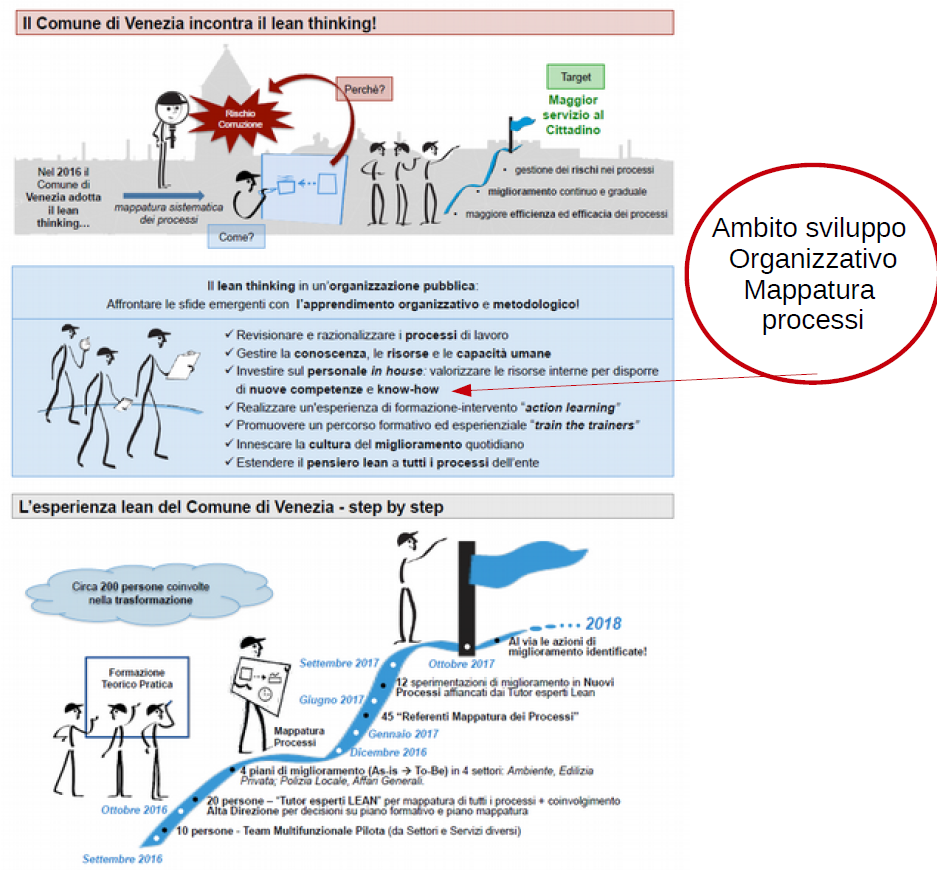 Il Comune di Venezia incontra il lean thinking!
Perchè?
Target
Maggior
servizio al
Cittadino
Rischio
Corruzione
Nel 2016 il
Comune di
Venezia adotta
il lean
thinking...
mappatura sistematica
dei processi
Come?
• gestione dei rischi nei processi
• miglioramento continuo e graduale
• maggiore efficienza ed efficacia dei processi
Ambito sviluppo
Organizzativo
Mappatura
processi
Il lean thinking in un'organizzazione pubblica:
Affrontare le sfide emergenti con l'apprendimento organizzativo e metodologico!
✓ Revisionare e razionalizzare i processi di lavoro
✓ Gestire la conoscenza, le risorse e le capacità umane
✓ Investire sul personale in house: valorizzare le risorse interne per disporre
di nuove competenze e know-how
✓ Realizzare un'esperienza di formazione-intervento "action learning"
✓ Promuovere un percorso formativo ed esperienziale "train the trainers"
✓ Innescare la cultura del miglioramento quotidiano
✓ Estendere il pensiero lean a tutti i processi dell'ente
L'esperienza lean del Comune di Venezia - step by step
Circa 200 persone coinvolte
nella trasformazione
2018
Al via le azioni di
miglioramento identificate!
Settembre 2017
Ottobre 2017
12 sperimentazioni di miglioramento in Nuovi
Processi affiancati dai Tutor esperti Lean
Giugno 2017
45 "Referenti Mappatura dei Processi"
Gennaio 2017
Dicembre 2016
Formazione
Teorico Pratica
Mappatura
Processi
4 piani di miglioramento (As-is → To-Be) in 4 settori: Ambiente, Edilizia
Privata; Polizia Locale, Affari Generali.
20 persone – "Tutor esperti LEAN" per mappatura di tutti i processi + coinvolgimento
Alta Direzione per decisioni su piano formativo e piano mappatura
Ottobre 2016
10 persone - Team Multifunzionale Pilota (da Settori e Servizi diversi)
Settembre 2016